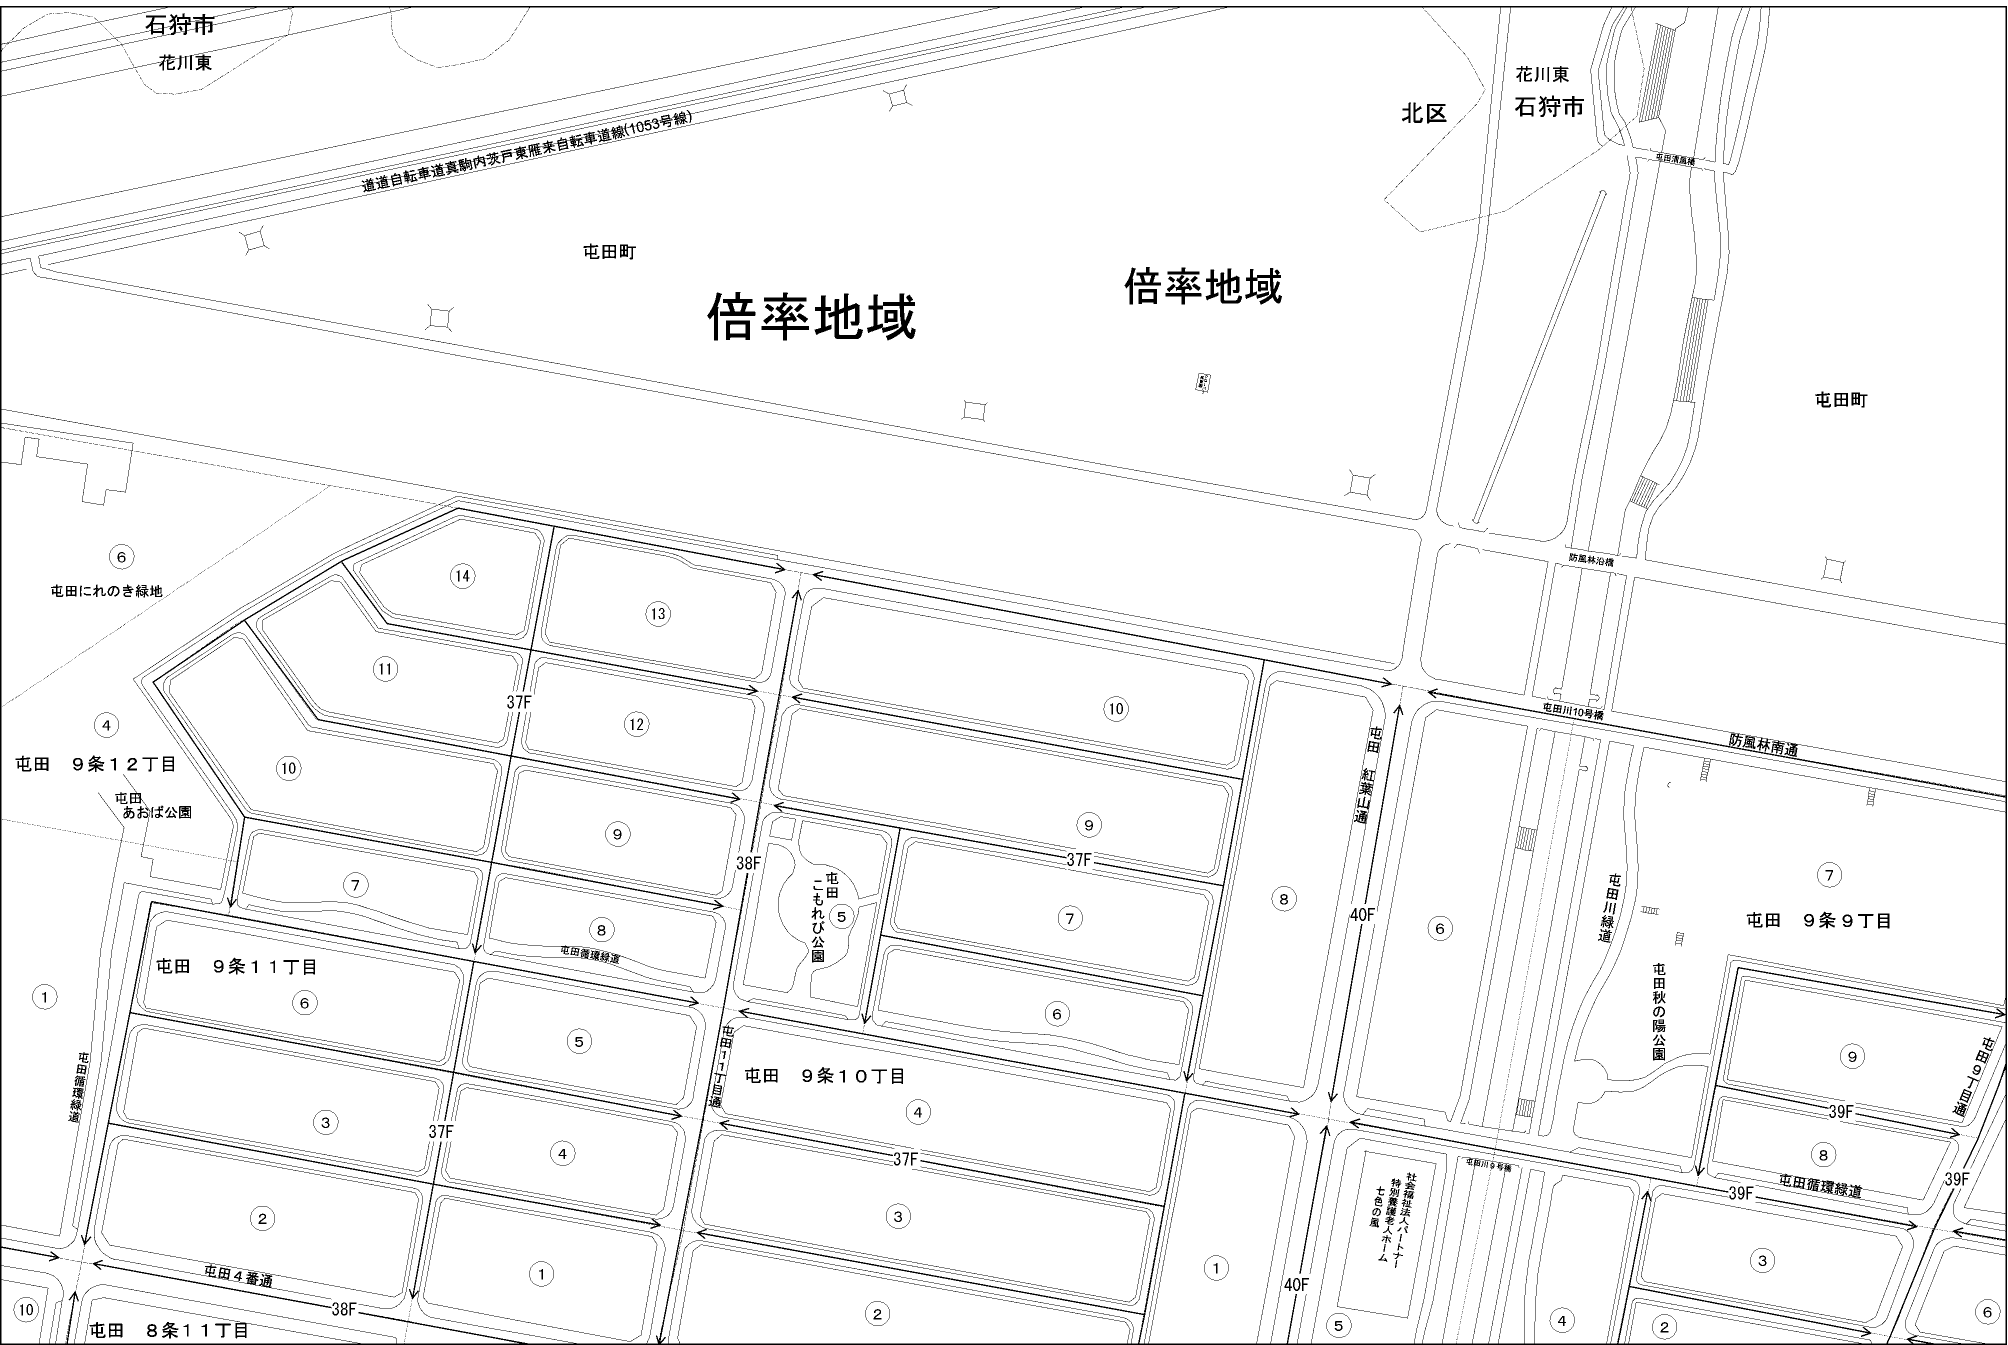 石狩市
花川東
道道自転車道真駒内茨戸東雁来自転車道線(1053号線)
北区
花川東
石狩市
屯田清風橋
屯田町
倍率地域
倍率地域
屯田町
防風林沿橋
6
屯田にれのき緑地
14
13
11
12
37F
10
10
4
屯田　9条12丁目
屯田
あおば公園
9
7
8
屯田循環緑道
38F
屯田
こもれび公園
5
9
37F
7
6
8
屯田　紅葉山通
40F
6
屯田川10号橋
防風林南通
屯田川緑道
7
屯田　9条9丁目
屯田秋の陽公園
9
屯田9丁目通
39F
8
屯田循環緑道
39F
39F
1
屯田　9条11丁目
6
5
屯田11丁目通
屯田　9条10丁目
4
屯田循環緑道
3
37F
4
37F
3
2
1
2
屯田4番通
38F
10
屯田　8条11丁目
1
40F
社会福祉法人パートナー
特別養護老人ホーム
七色の風
屯田川9号橋
5
4
3
2
6